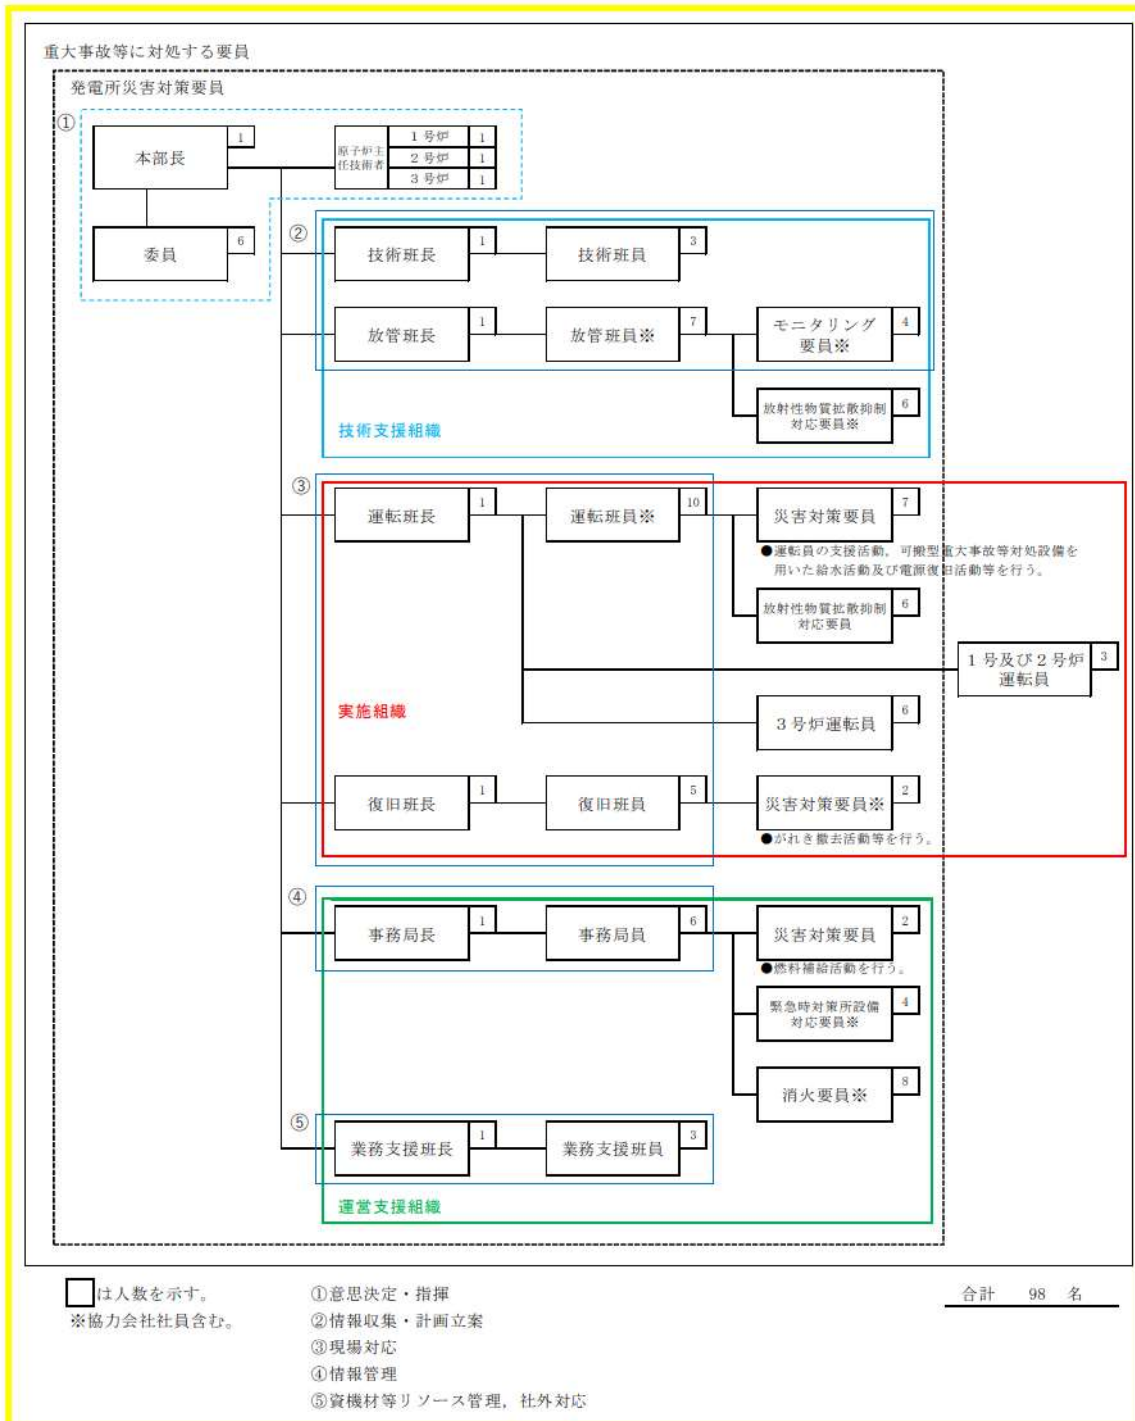 重大事故等に対処する要員
発電所災害対策要員
①
本部長
1
原子炉主
任技術者
1号炉
1
2号炉
1
3号炉
1
委員
6
②
技術班長
1
技術班員
3
放管班長
1
放管班員※
7
モニタリング
要員※
4
放射性物質拡散抑制
対応要員※
6
技術支援組織
③
運転班長
1
運転班員※
10
災害対策要員
7
●運転員の支援活動，可搬型重大事故等対処設備を
用いた給水活動及び電源復旧活動等を行う。
放射性物質拡散抑制
対応要員
6
1号及び2号炉
運転員
3
3号炉運転員
6
実施組織
復旧班長
1
復旧班員
5
災害対策要員※
2
●がれき撤去活動等を行う。
④
事務局長
1
事務局員
6
災害対策要員
2
●燃料補給活動を行う。
緊急時対策所設備
対応要員※
4
消火要員※
8
⑤
業務支援班長
1
業務支援班員
3
運営支援組織
は人数を示す。
※協力会社社員含む。
①意思決定・指揮
②情報収集・計画立案
③現場対応
④情報管理
⑤資機材等リソース管理，社外対応
合計 98 名